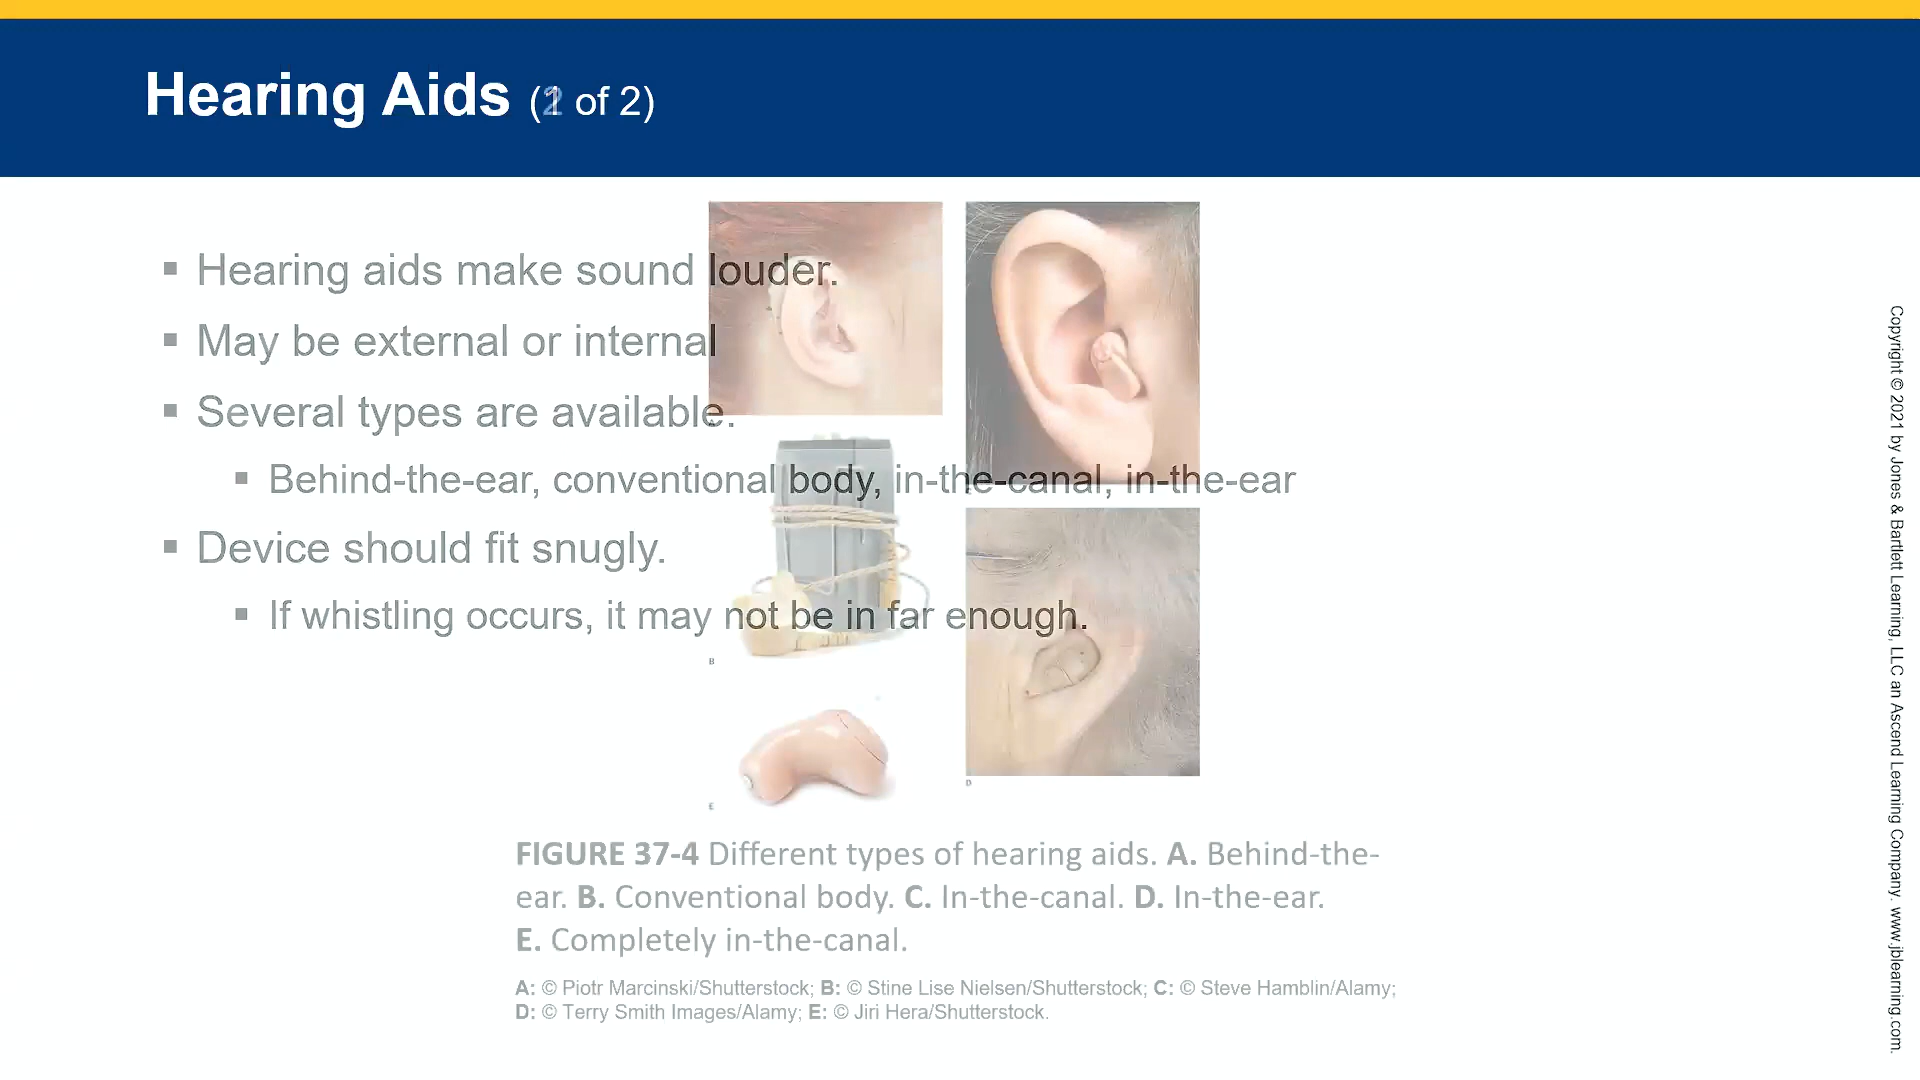 Hearing Aids (1 of 2)
▪ Hearing aids make sound louder.
▪ May be external or internal
▪ Several types are available.
▪ Behind-the-ear, conventional body, in-the-canal, in-the-ear
▪ Device should fit snugly.
▪ If whistling occurs, it may not be in far enough.
B
D
E
FIGURE 37-4 Different types of hearing aids. A. Behind-the-
ear. B. Conventional body. C. In-the-canal. D. In-the-ear.
E. Completely in-the-canal.
A: © Piotr Marcinski/Shutterstock; B: © Stine Lise Nielsen/Shutterstock; C: © Steve Hamblin/Alamy;
D: © Terry Smith Images/Alamy; E: © Jiri Hera/Shutterstock.
Copyright © 2021 by Jones & Bartlett Learning, LLC an Ascend Learning Company. www.jblearning.com.